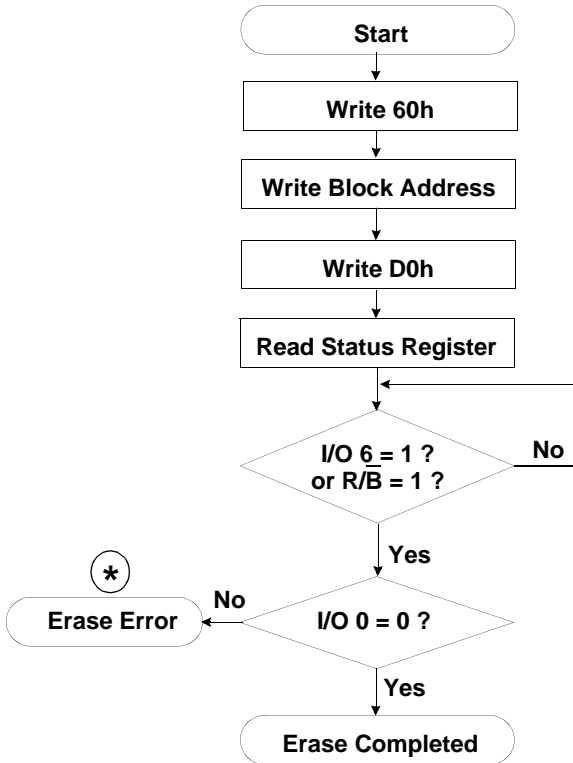 Start
Write 60h
Write Block Address
Write D0h
Read Status Register
I/O 6 = 1 ?
or R/B̅ = 1 ?
No
Yes
*
No
Erase Error
I/O 0 = 0 ?
Yes
Erase Completed